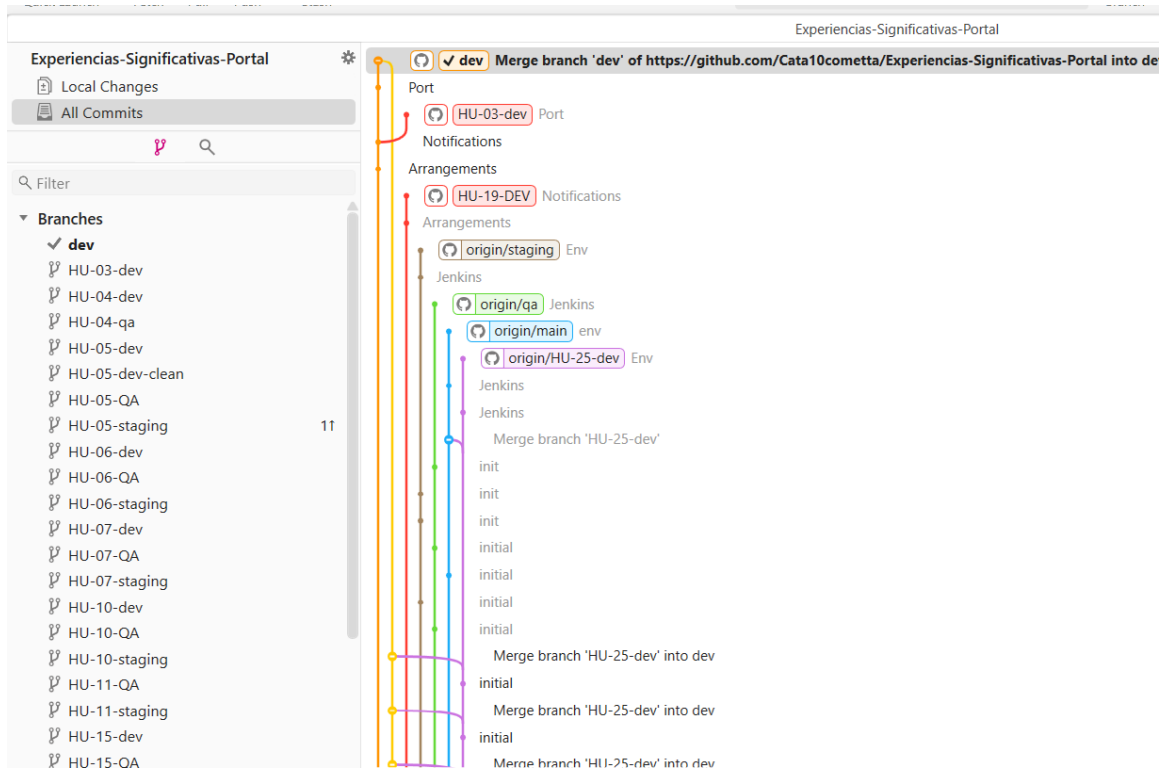 Experiencias-Significativas-Portal
Experiencias-Significativas-Portal
Local Changes
All Commits
Filter
Branches
dev
HU-03-dev
HU-04-dev
HU-04-qa
HU-05-dev
HU-05-dev-clean
HU-05-QA
HU-05-staging 1↑
HU-06-dev
HU-06-QA
HU-06-staging
HU-07-dev
HU-07-QA
HU-07-staging
HU-10-dev
HU-10-QA
HU-10-staging
HU-11-QA
HU-11-staging
HU-15-dev
HU-15-QA
dev Merge branch 'dev' of https://github.com/Cata10cometta/Experiencias-Significativas-Portal into de
Port
HU-03-dev Port
Notifications
Arrangements
HU-19-DEV Notifications
Arrangements
origin/staging Env
Jenkins
origin/qa Jenkins
origin/main env
origin/HU-25-dev Env
Jenkins
Jenkins
Merge branch 'HU-25-dev'
init
init
init
initial
initial
initial
initial
Merge branch 'HU-25-dev' into dev
initial
Merge branch 'HU-25-dev' into dev
initial
Merge branch 'HU-25-dev' into dev